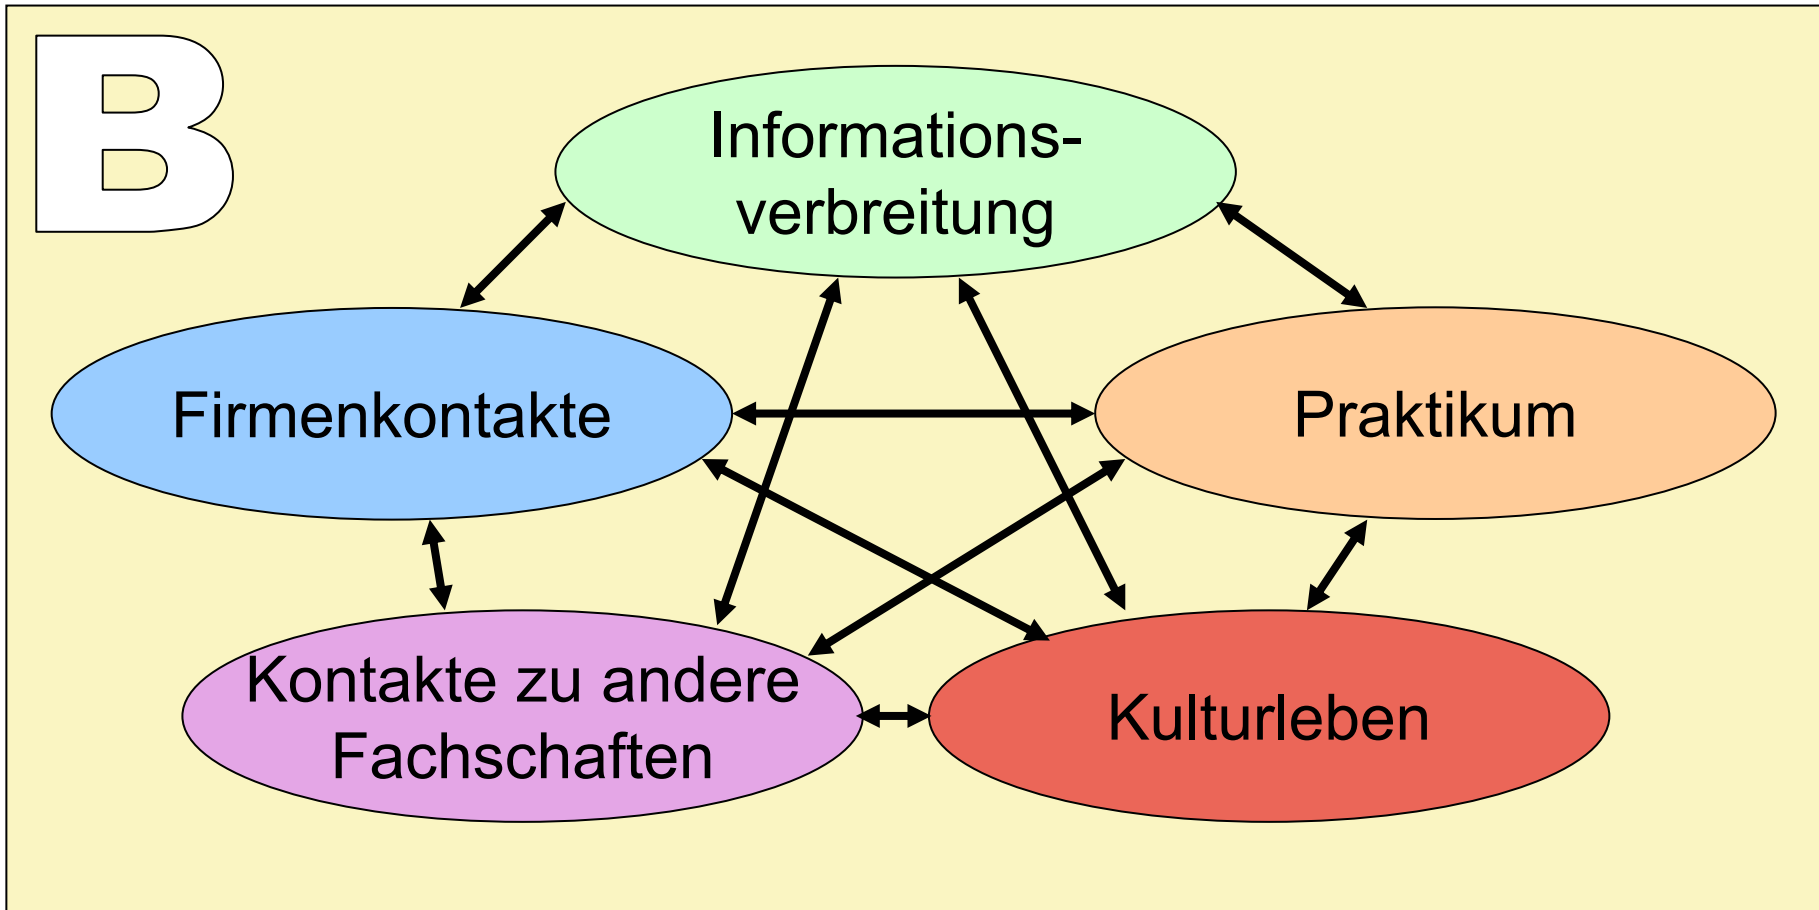 B
Informations-
verbreitung
Firmenkontakte
Praktikum
Kontakte zu andere
Fachschaften
Kulturleben